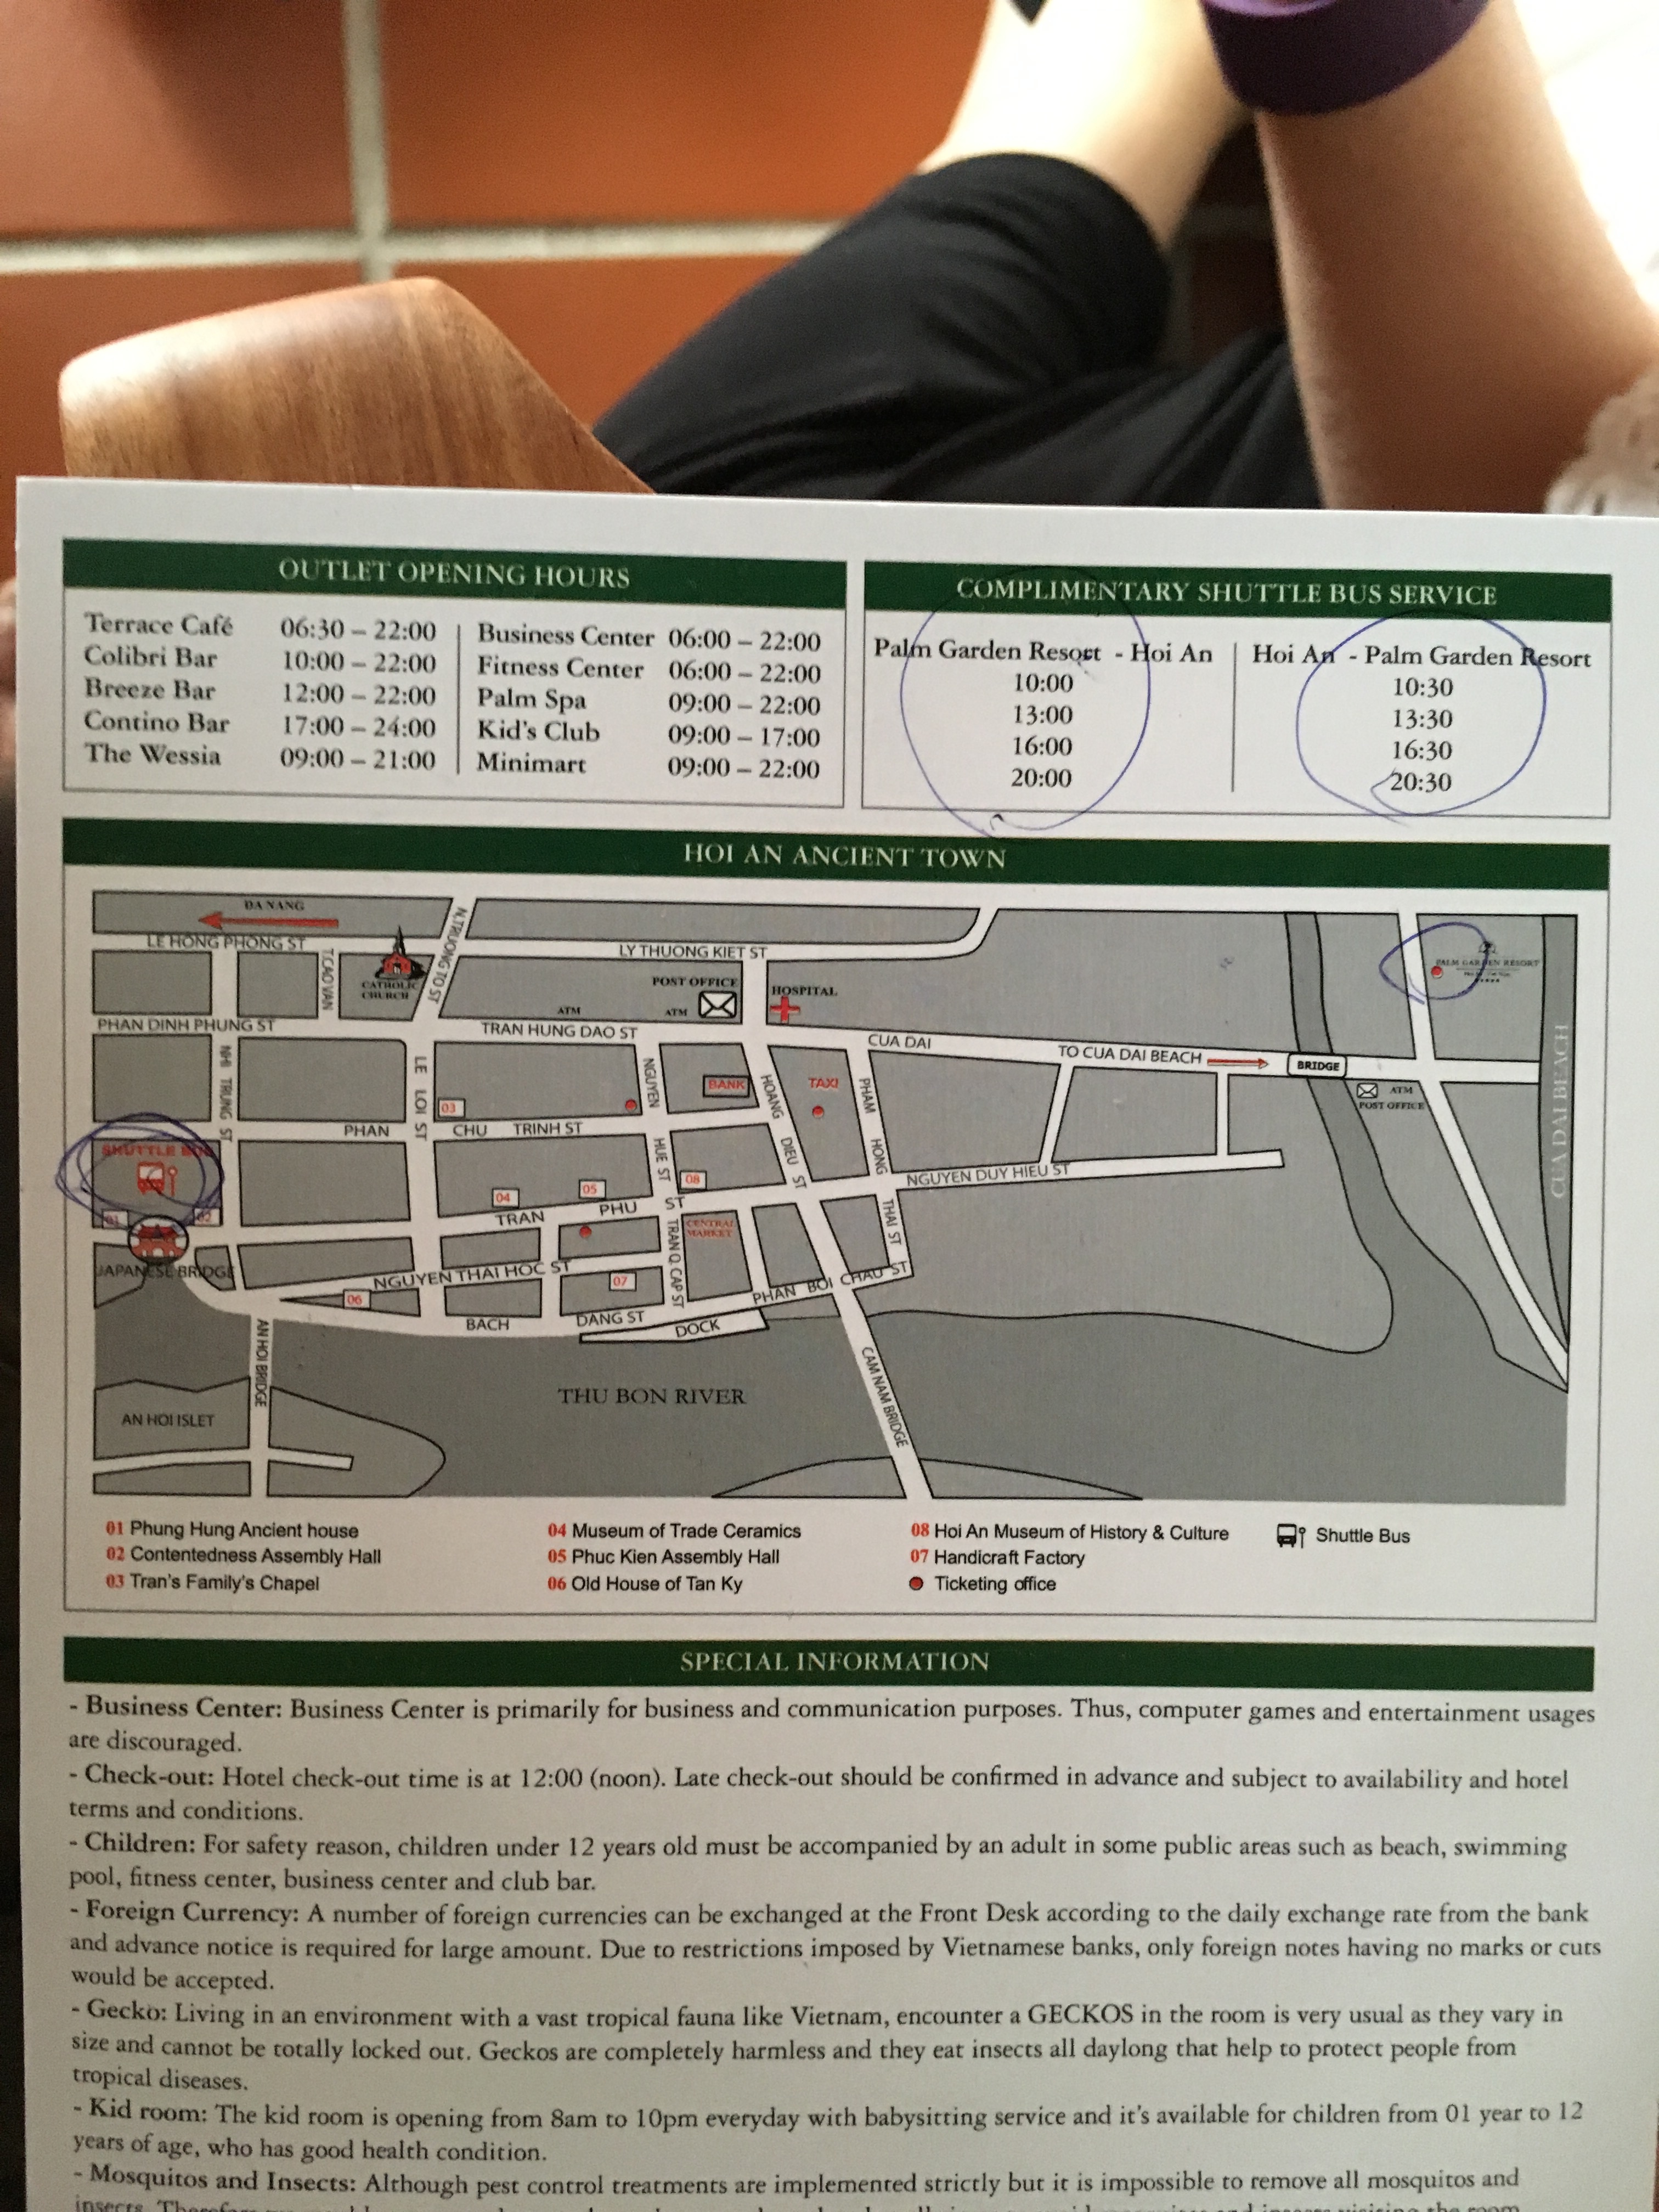 OUTLET OPENING HOURS
Terrace Café 06:30 – 22:00
Colibri Bar 10:00 – 22:00
Breeze Bar 12:00 – 22:00
Contino Bar 17:00 – 24:00
The Wessia 09:00 – 21:00
Business Center 06:00 – 22:00
Fitness Center 06:00 – 22:00
Palm Spa 09:00 – 22:00
Kid's Club 09:00 – 17:00
Minimart 09:00 – 22:00
COMPLIMENTARY SHUTTLE BUS SERVICE
Palm Garden Resort - Hoi An
10:00
13:00
16:00
20:00
Hoi An - Palm Garden Resort
10:30
13:30
16:30
20:30
HOI AN ANCIENT TOWN
DA NANG
LE HONG PHONG ST
T.CAO VAN
CATHOLIC
CHURCH
N.TRUONG TO ST
LY THUONG KIET ST
POST OFFICE
ATM
ATM
HOSPITAL
PALM GARDEN RESORT
PHAN DINH PHUNG ST
TRAN HUNG DAO ST
CUA DAI
TO CUA DAI BEACH
BRIDGE
ATM
POST OFFICE
CUA DAI BEACH
NHI TRUNG ST
LE LOI ST
NGUYEN HUE ST
BANK
HOANG DIEU ST
TAXI
PHAM HONG THAI ST
03
PHAN CHU TRINH ST
SHUTTLE BUS
01
02
04
05
08
NGUYEN DUY HIEU ST
TRAN PHU ST
TRAN Q CAP ST
CENTRAL
MARKET
JAPANESE BRIDGE
NGUYEN THAI HOC ST
06
07
PHAN BOI CHAU ST
BACH DANG ST
DOCK
AN HOI BRIDGE
CAM NAM BRIDGE
THU BON RIVER
AN HOI ISLET
01 Phung Hung Ancient house
02 Contentedness Assembly Hall
03 Tran's Family's Chapel
04 Museum of Trade Ceramics
05 Phuc Kien Assembly Hall
06 Old House of Tan Ky
08 Hoi An Museum of History & Culture
07 Handicraft Factory
Ticketing office
Shuttle Bus
SPECIAL INFORMATION
- Business Center: Business Center is primarily for business and communication purposes. Thus, computer games and entertainment usages
are discouraged.
- Check-out: Hotel check-out time is at 12:00 (noon). Late check-out should be confirmed in advance and subject to availability and hotel
terms and conditions.
- Children: For safety reason, children under 12 years old must be accompanied by an adult in some public areas such as beach, swimming
pool, fitness center, business center and club bar.
- Foreign Currency: A number of foreign currencies can be exchanged at the Front Desk according to the daily exchange rate from the bank
and advance notice is required for large amount. Due to restrictions imposed by Vietnamese banks, only foreign notes having no marks or cuts
would be accepted.
- Gecko: Living in an environment with a vast tropical fauna like Vietnam, encounter a GECKOS in the room is very usual as they vary in
size and cannot be totally locked out. Geckos are completely harmless and they eat insects all daylong that help to protect people from
tropical diseases.
- Kid room: The kid room is opening from 8am to 10pm everyday with babysitting service and it's available for children from 01 year to 12
years of age, who has good health condition.
- Mosquitos and Insects: Although pest control treatments are implemented strictly but it is impossible to remove all mosquitos and
insects.